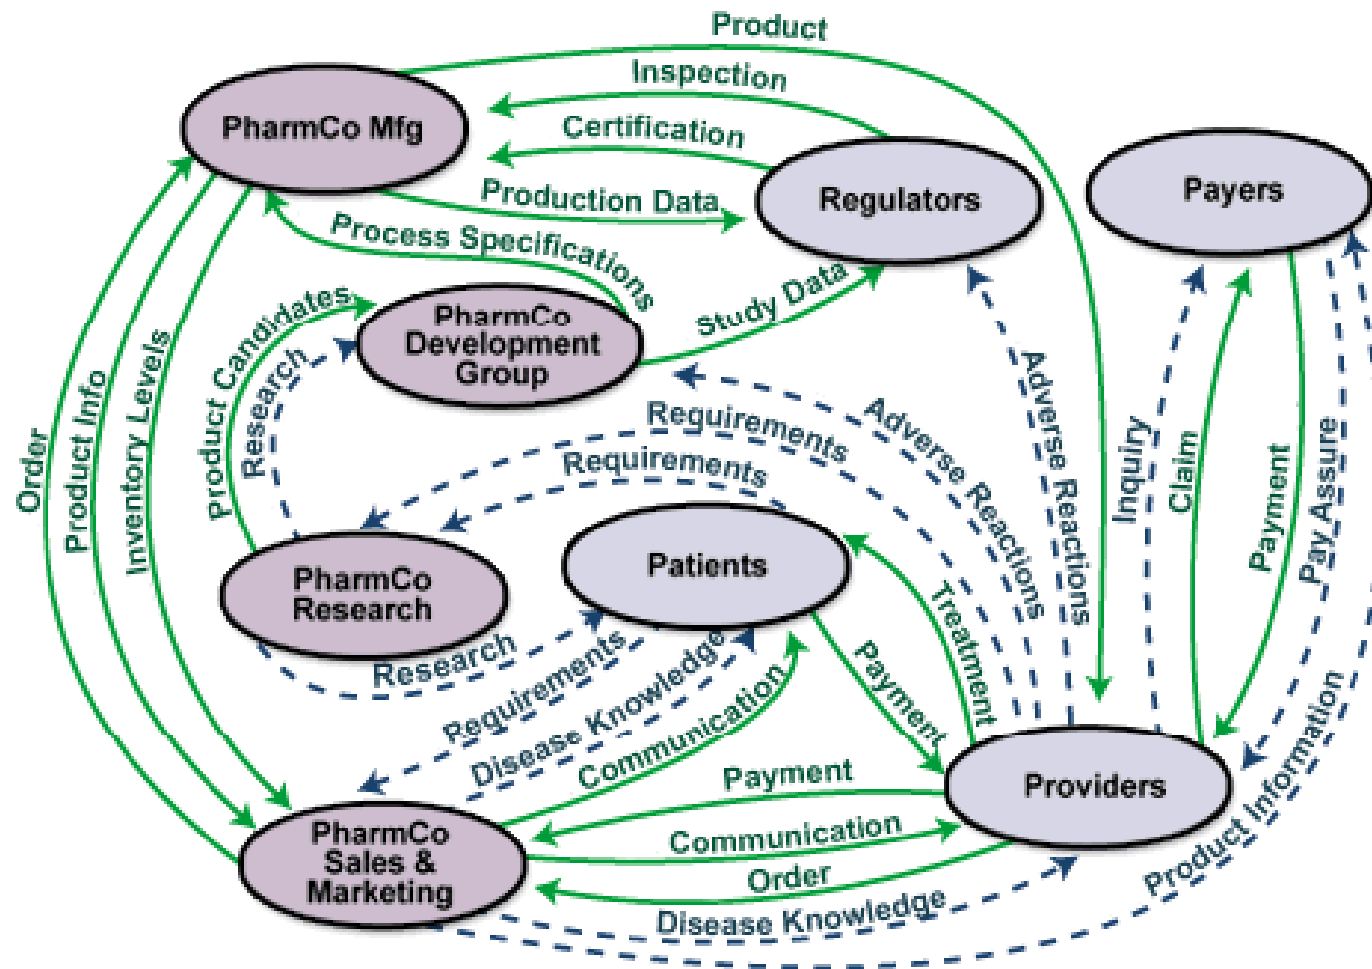 Product
Inspection
PharmCo Mfg
Certification
Regulators
Payers
Production Data
Process Specifications
Study Data
PharmCo
Development
Group
Product Candidates
Research
Order
Product Info
Inventory Levels
Requirements
Requirements
Adverse Reactions
Adverse Reactions
Inquiry
Claim
Payment
Pay Assure
Patients
PharmCo
Research
Research
Requirements
Disease Knowledge
Communication
Payment
Treatment
Providers
Product Information
Payment
Communication
Order
Disease Knowledge
PharmCo
Sales &
Marketing